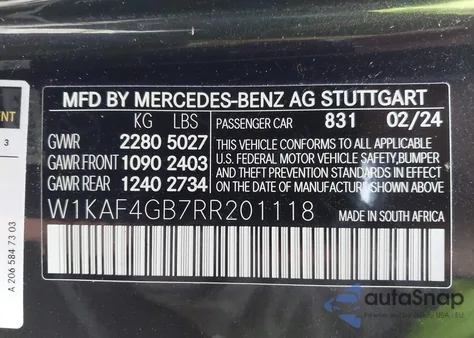 MFD BY MERCEDES-BENZ AG STUTTGART
KG LBS PASSENGER CAR 831 02/24
GVWR 2280 5027
GAWR FRONT 1090 2403
GAWR REAR 1240 2734
THIS VEHICLE CONFORMS TO ALL APPLICABLE
U.S. FEDERAL MOTOR VEHICLE SAFETY, BUMPER
AND THEFT PREVENTION STANDARDS IN EFFECT
ON THE DATE OF MANUFACTURE SHOWN ABOVE.
W1KAF4GB7RR201118 MADE IN SOUTH AFRICA
3
A 206 584 73 03
autoSnap